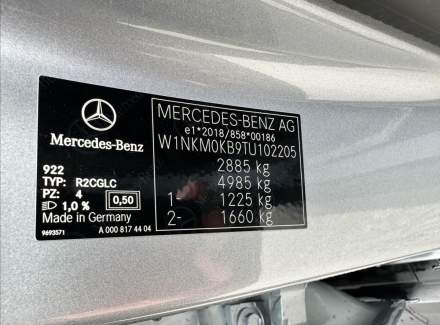 Mercedes-Benz
922
TYP: R2CGLC
PZ: 4 0,50
1,0 %
Made in Germany
9693571 A 000 817 44 04
MERCEDES-BENZ AG
e1*2018/858*00186
W1NKM0KB9TU102205
2885 kg
4985 kg
1- 1225 kg
2- 1660 kg